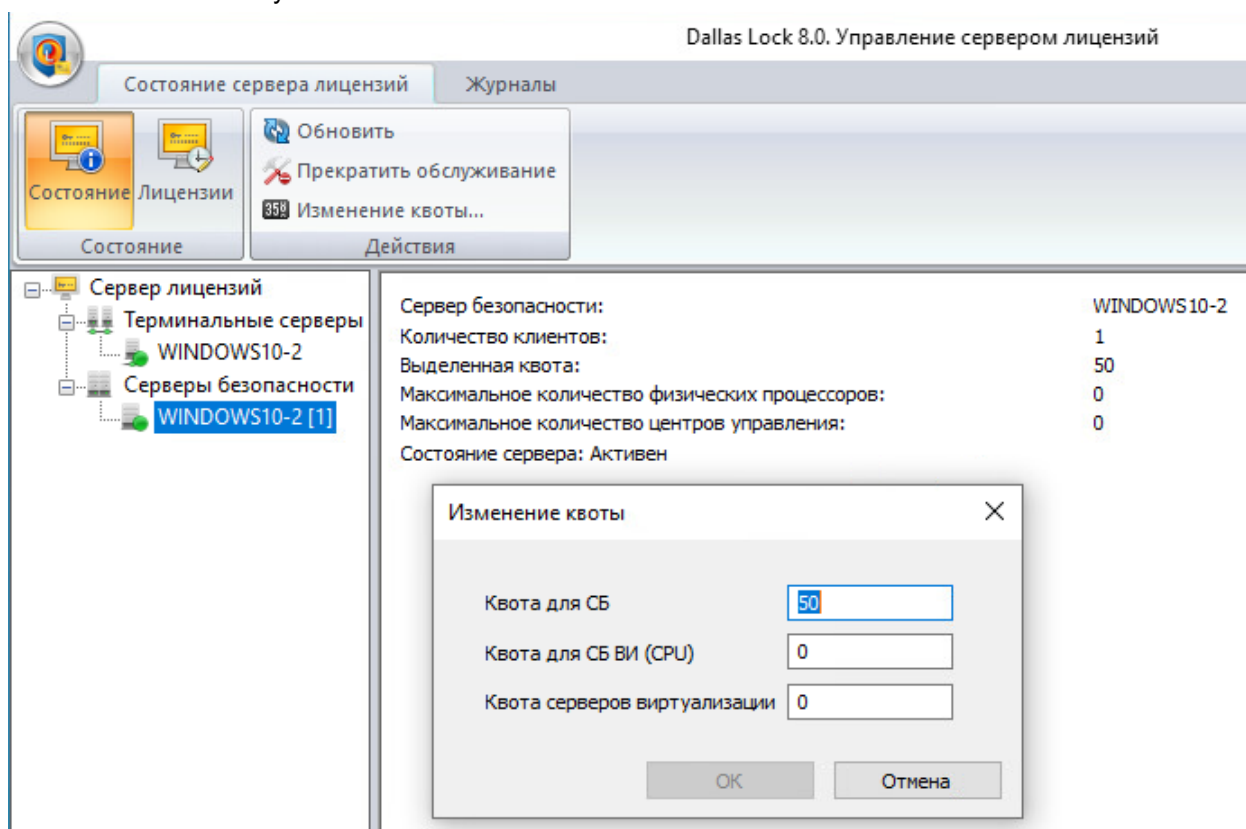 Dallas Lock 8.0. Управление сервером лицензий
Состояние сервера лицензий Журналы
Обновить
Прекратить обслуживание
Состояние Лицензии
Изменение квоты...
Состояние Действия
Сервер лицензий
Терминальные серверы
WINDOWS10-2
Серверы безопасности
WINDOWS10-2 [1]
Сервер безопасности: WINDOWS10-2
Количество клиентов: 1
Выделенная квота: 50
Максимальное количество физических процессоров: 0
Максимальное количество центров управления: 0
Состояние сервера: Активен
Изменение квоты
Квота для СБ 50
Квота для СБ ВИ (CPU) 0
Квота серверов виртуализации 0
ОК Отмена